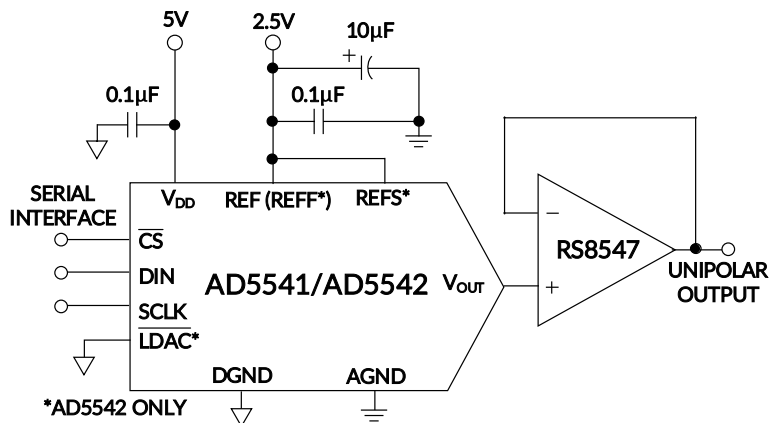 5V
2.5V
10µF
+
0.1µF
0.1µF
SERIAL
INTERFACE
VDD
REF (REFF*)
REFS*
CS
DIN
SCLK
LDAC*
AD5541/AD5542
VOUT
DGND
AGND
*AD5542 ONLY
−
+
RS8547
UNIPOLAR
OUTPUT